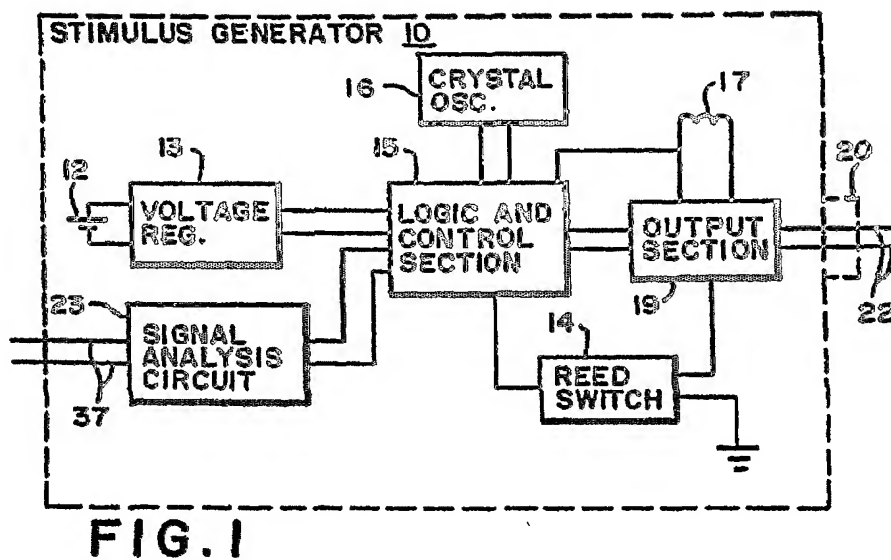 STIMULUS GENERATOR 10
CRYSTAL
OSC.
16
17
15
13
12
20
VOLTAGE
REG.
LOGIC AND
CONTROL
SECTION
OUTPUT
SECTION
19
22
23
14
SIGNAL
ANALYSIS
CIRCUIT
REED
SWITCH
37
FIG.1